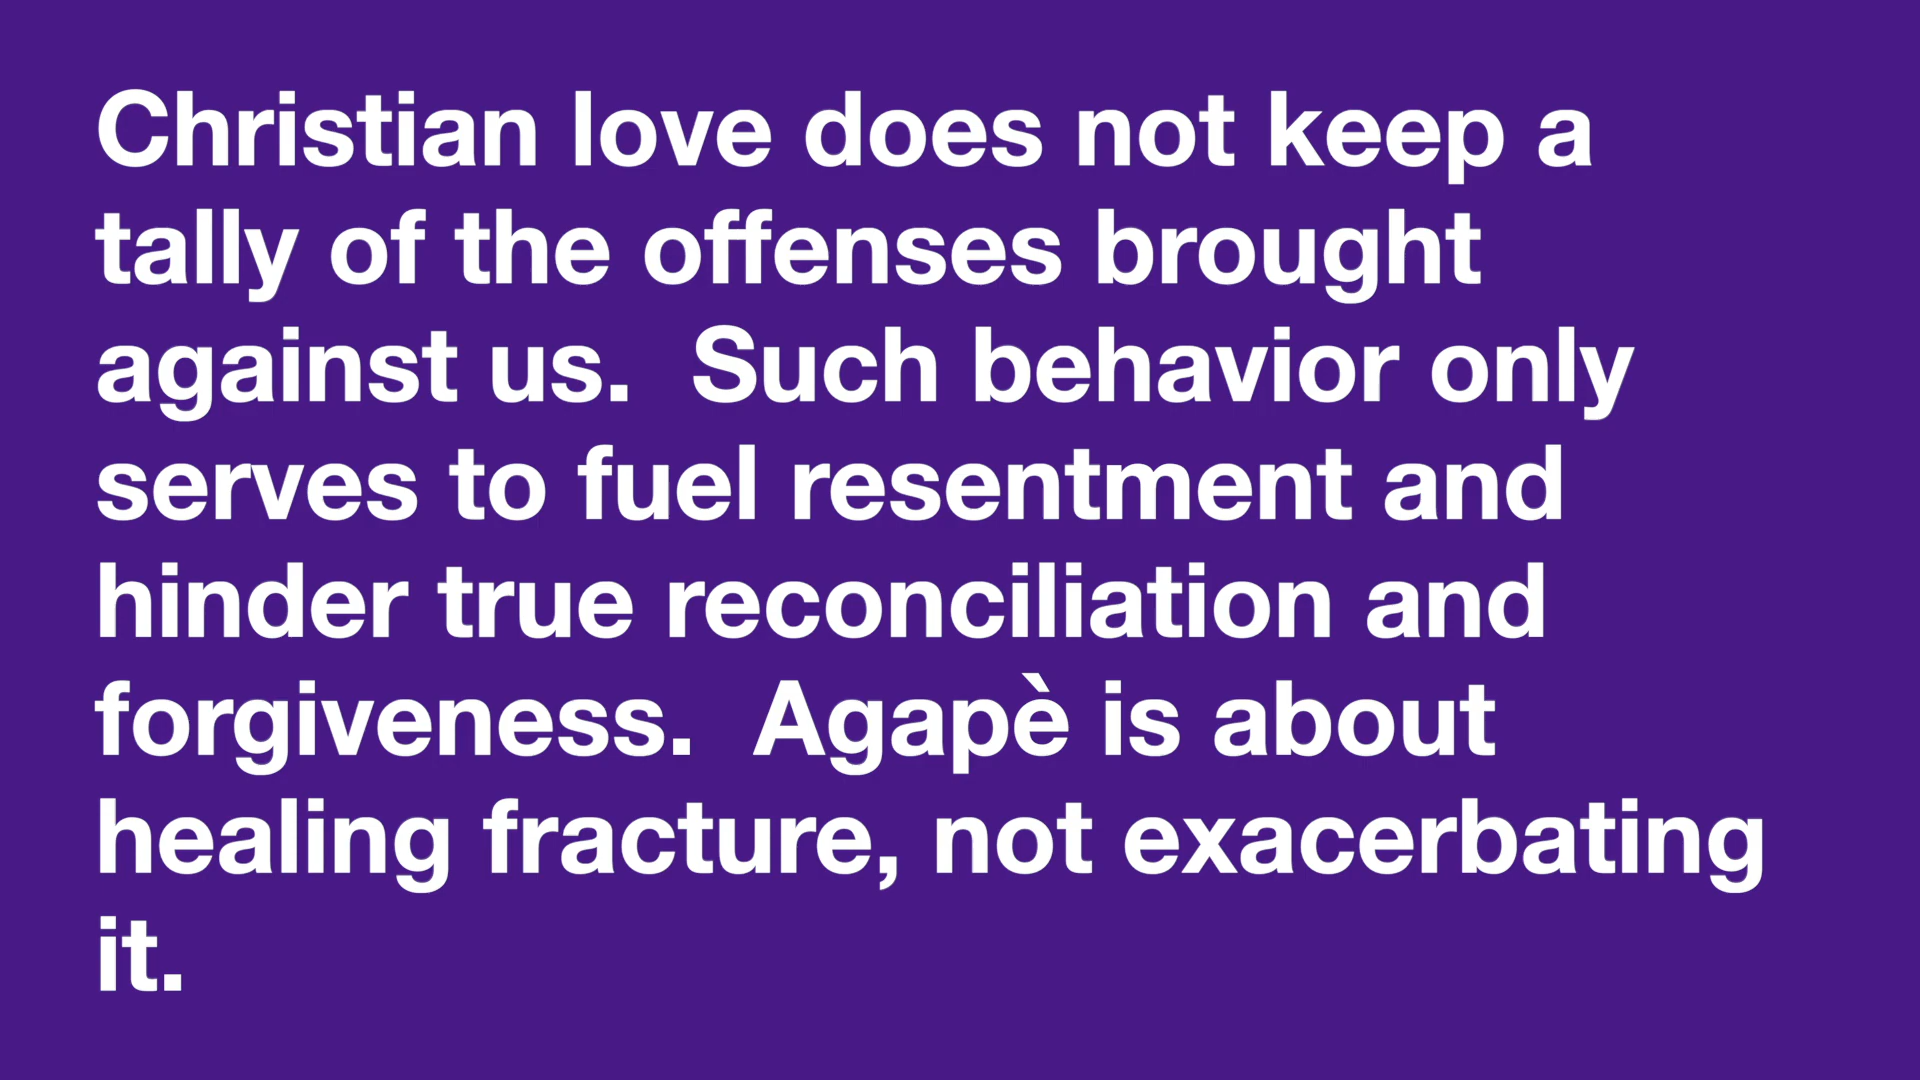 Christian love does not keep a
tally of the offenses brought
against us.  Such behavior only
serves to fuel resentment and
hinder true reconciliation and
forgiveness.  Agapè is about
healing fracture, not exacerbating
it.